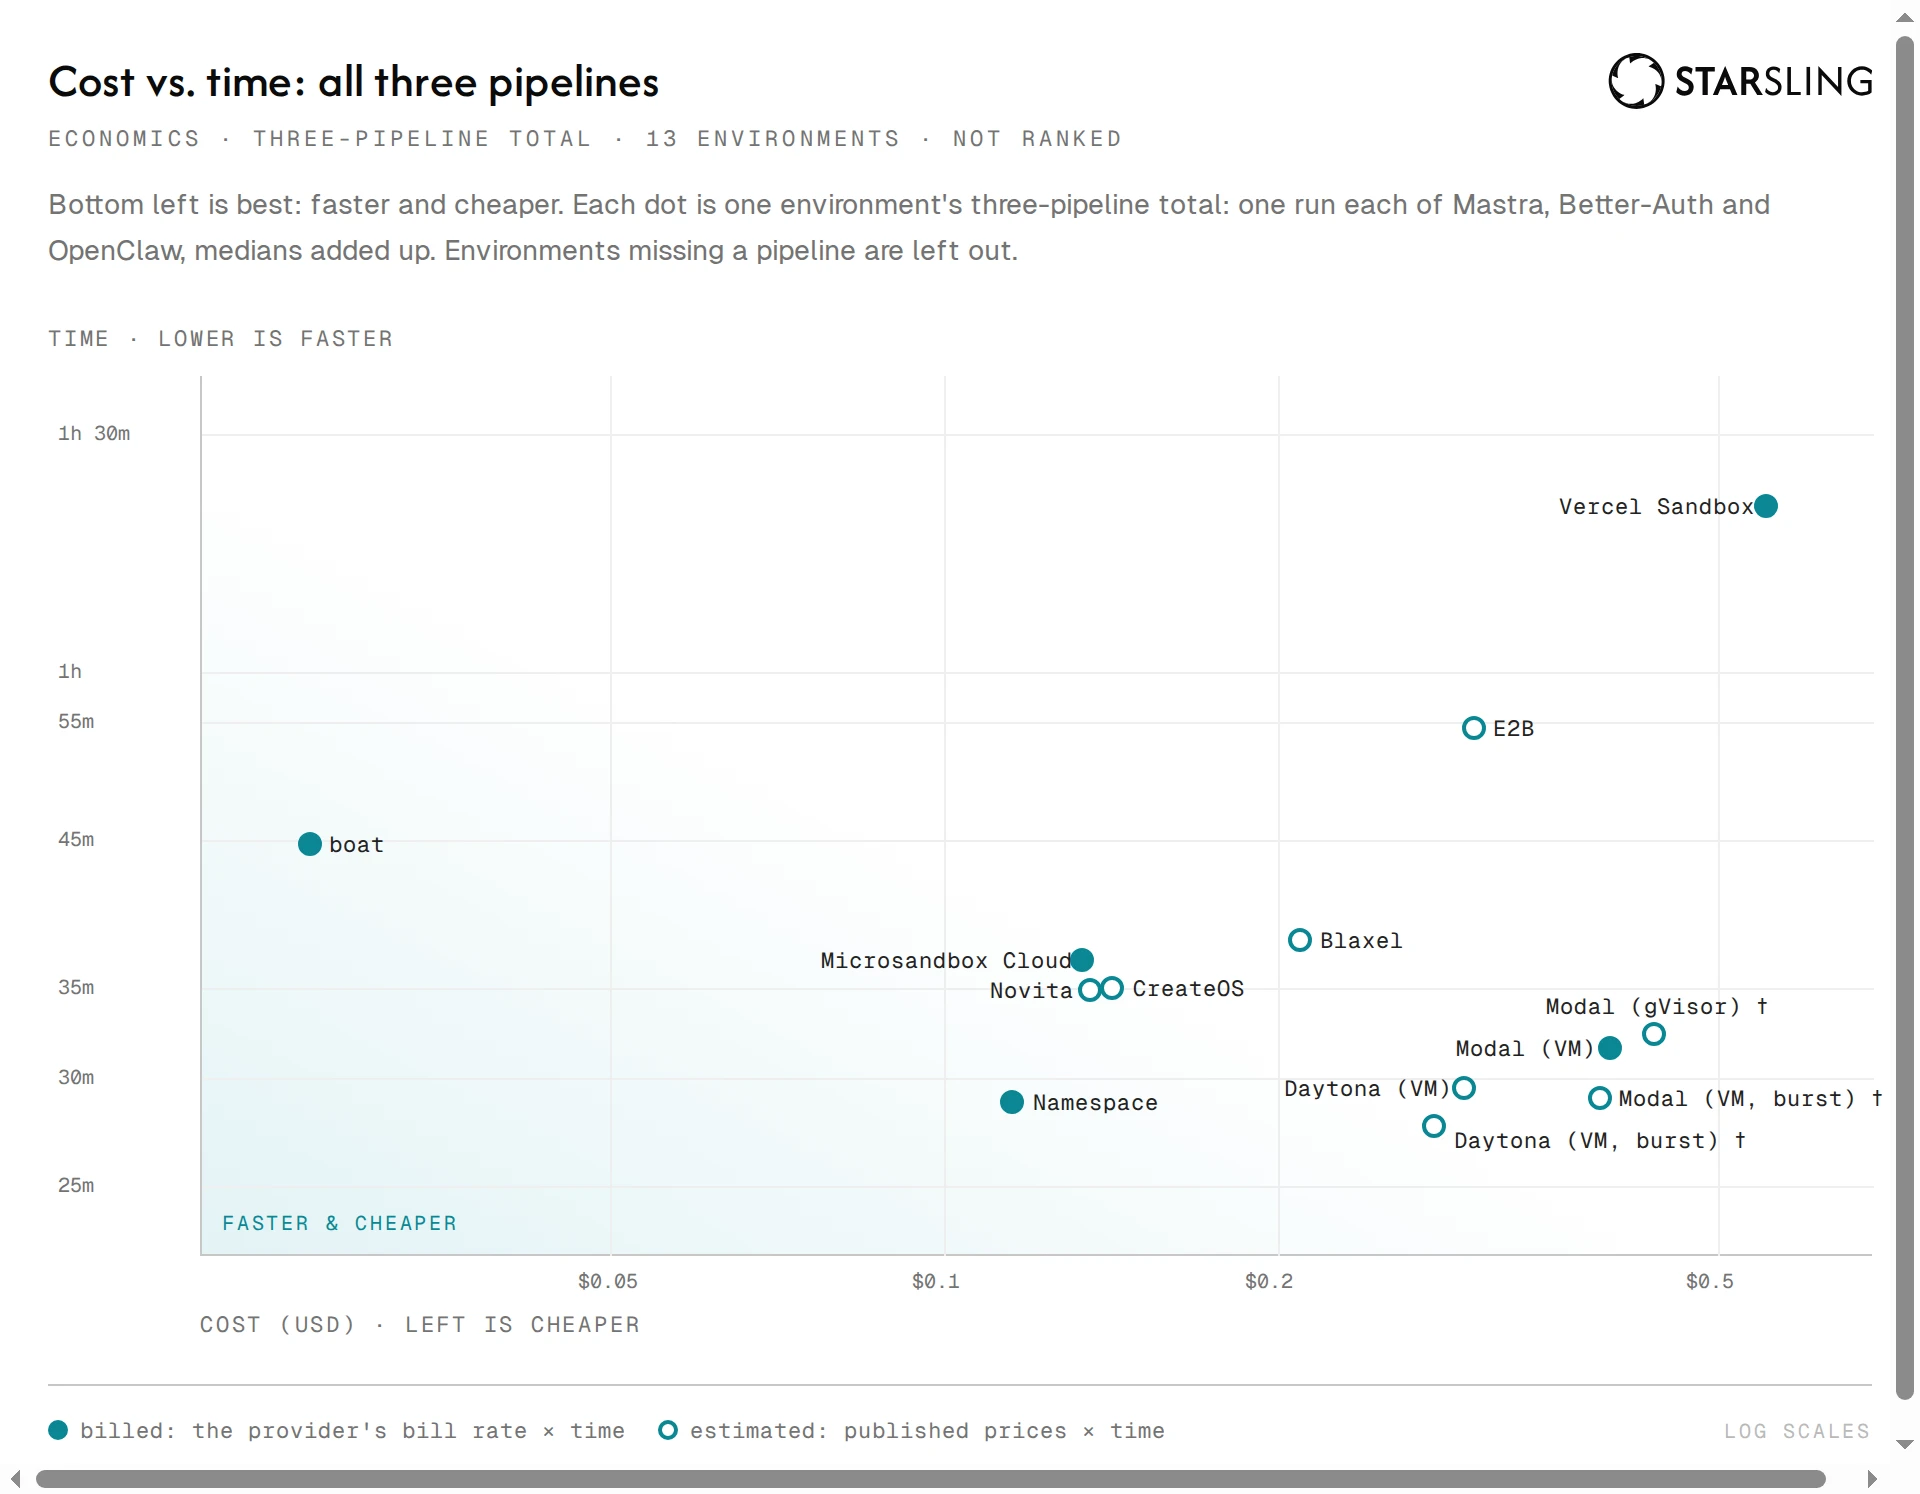 Cost vs. time: all three pipelines
STARSLING
ECONOMICS · THREE-PIPELINE TOTAL · 13 ENVIRONMENTS · NOT RANKED
Bottom left is best: faster and cheaper. Each dot is one environment's three-pipeline total: one run each of Mastra, Better-Auth and
OpenClaw, medians added up. Environments missing a pipeline are left out.
TIME · LOWER IS FASTER
1h 30m
Vercel Sandbox
1h
55m
E2B
45m
boat
Blaxel
Microsandbox Cloud
35m
Novita
CreateOS
Modal (gVisor) †
Modal (VM)
30m
Daytona (VM)
Modal (VM, burst) †
Namespace
Daytona (VM, burst) †
25m
FASTER & CHEAPER
$0.05
$0.1
$0.2
$0.5
COST (USD) · LEFT IS CHEAPER
billed: the provider's bill rate × time
estimated: published prices × time
LOG SCALES